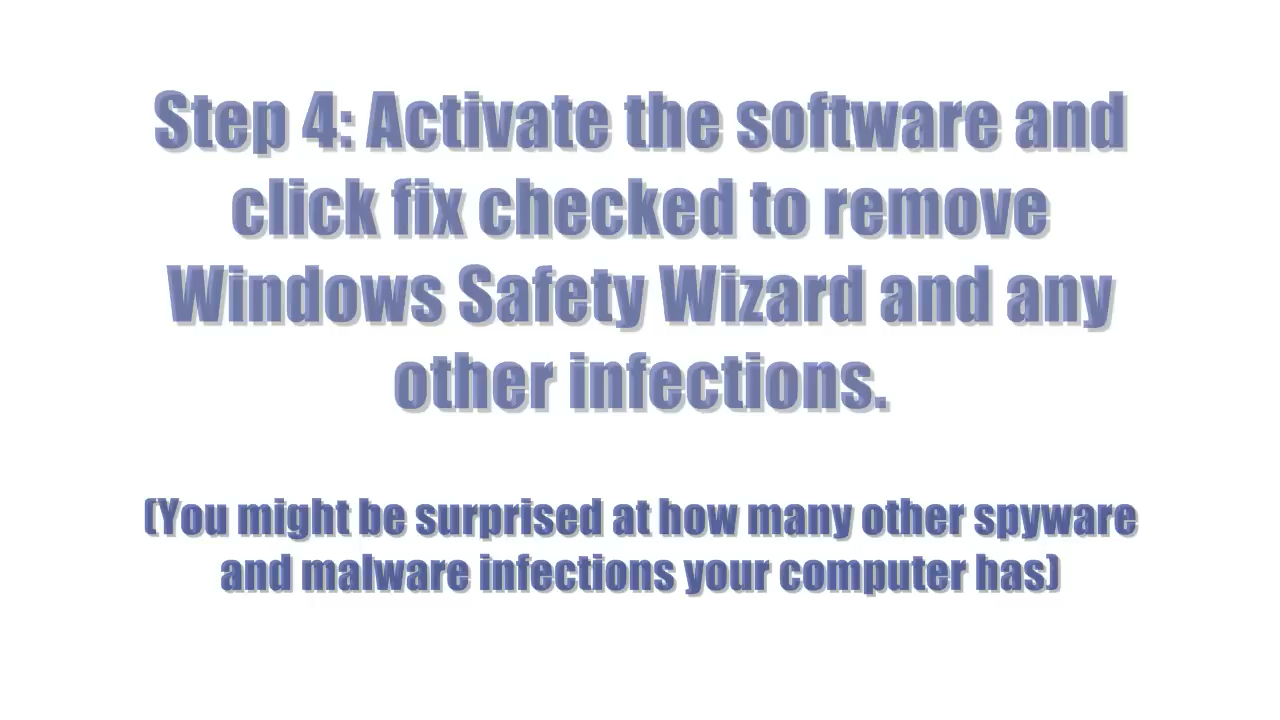 Step 4: Activate the software and
click fix checked to remove
Windows Safety Wizard and any
other infections.
(You might be surprised at how many other spyware
and malware infections your computer has)